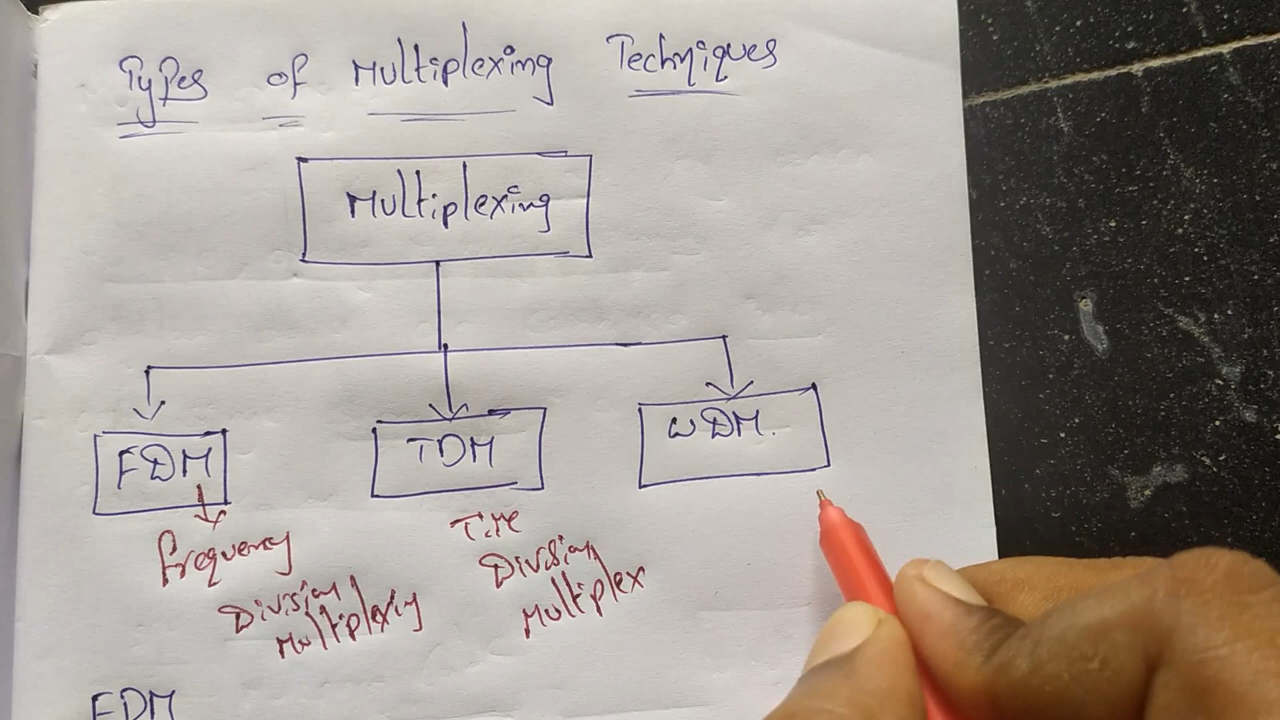 Types of Multiplexing Techniques
Multiplexing
FDM
TDM
WDM.
frequency
Division
Multiplexing
Time
Division
Multiplex
FDM